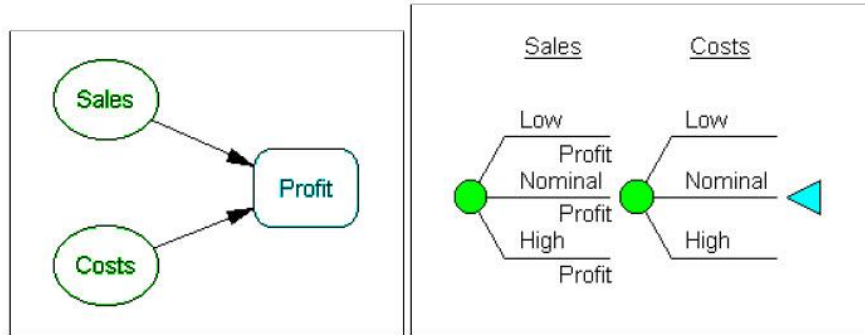 Sales
Costs
Profit
Sales Costs
Low Low
Profit
Nominal Nominal
Profit
High High
Profit